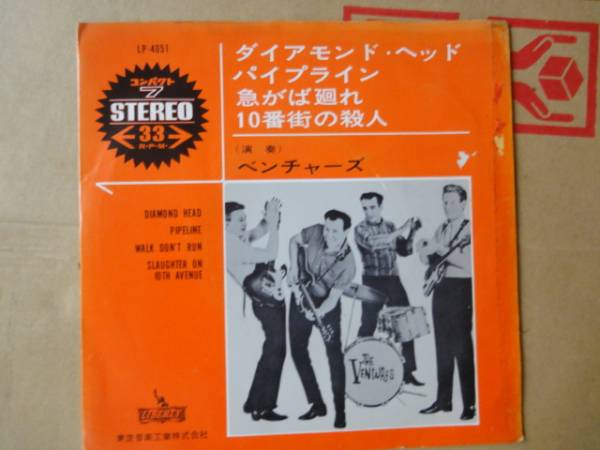 LP-4051
コンパクト
7
STEREO
33
R・P・M・
ダイアモンド・ヘッド
パイプライン
急がば廻れ
10番街の殺人
(演奏)
ベンチャーズ
DIAMOND HEAD
PIPELINE
WALK DON'T RUN
SLAUGHTER ON
10TH AVENUE
THE
VENTURES
LIBERTY
東芝音楽工業株式会社